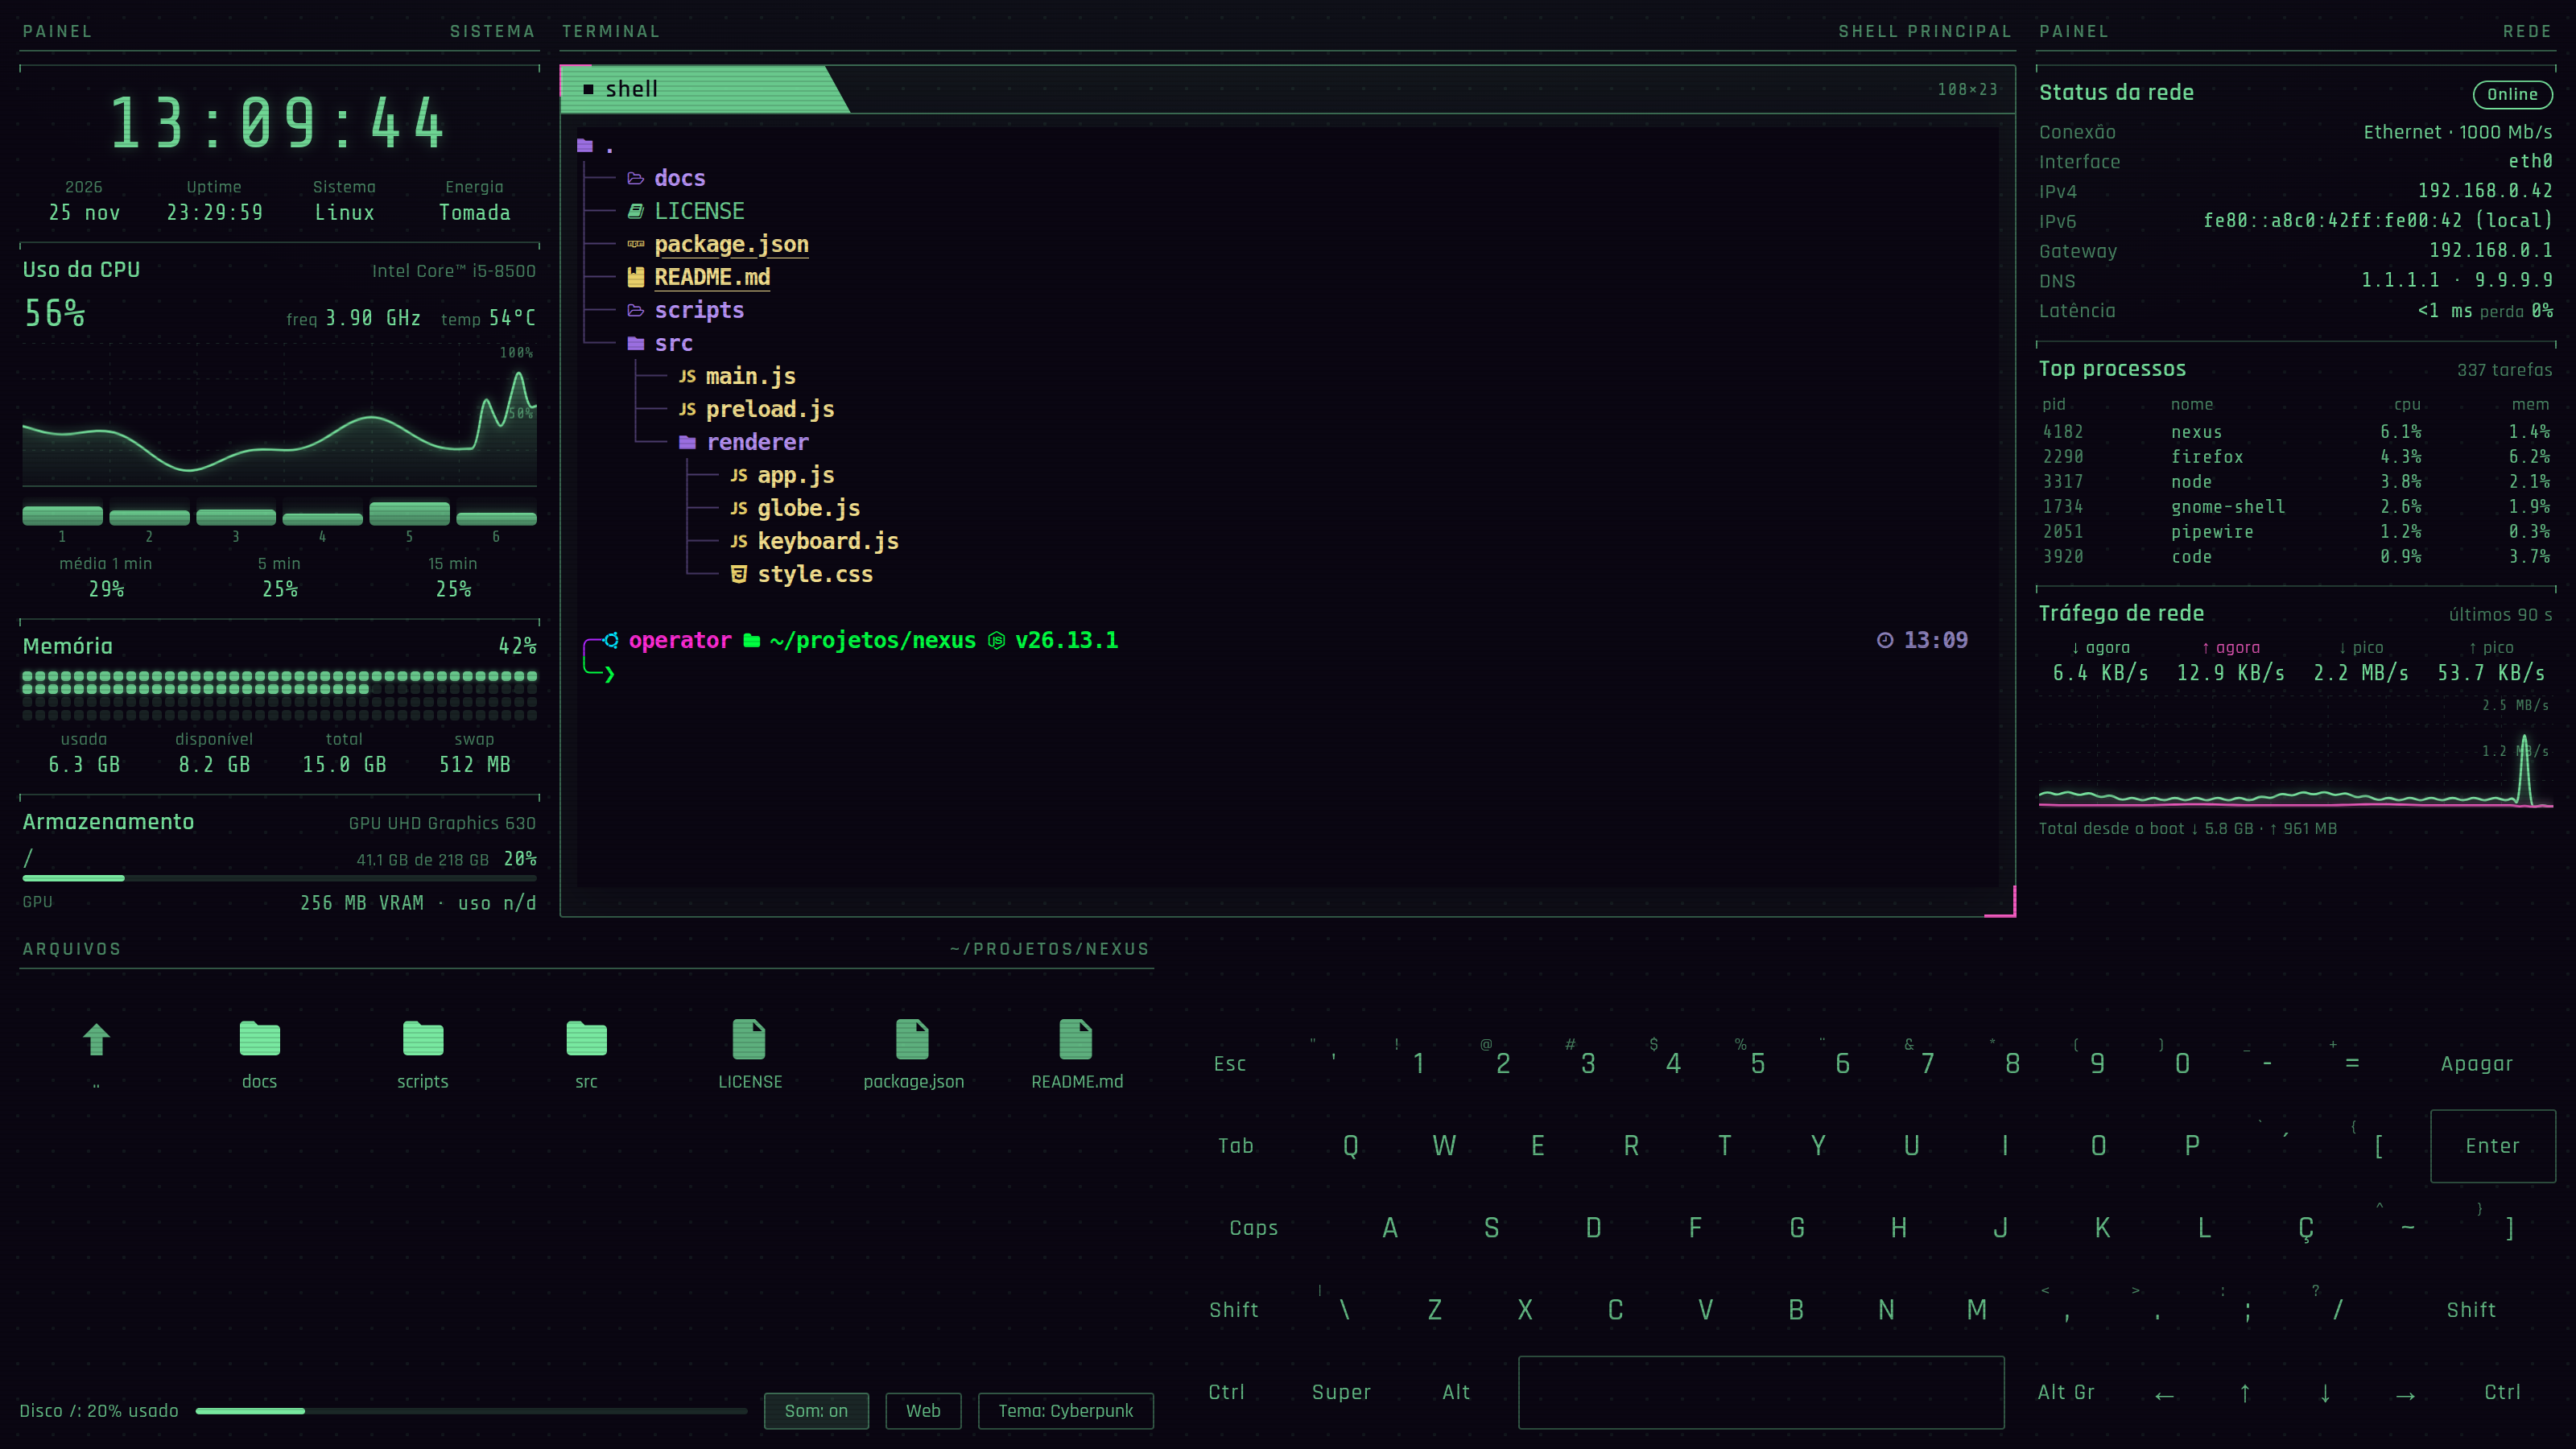 PAINEL SISTEMA
13:09:44
2026 Uptime Sistema Energia
25 nov 23:29:59 Linux Tomada
Uso da CPU Intel Core™ i5-8500
56% freq 3.90 GHz temp 54°C
100%
50%
1 2 3 4 5 6
média 1 min 5 min 15 min
29% 25% 25%
Memória 42%
usada disponível total swap
6.3 GB 8.2 GB 15.0 GB 512 MB
Armazenamento GPU UHD Graphics 630
/ 41.1 GB de 218 GB 20%
GPU 256 MB VRAM · uso n/d
TERMINAL SHELL PRINCIPAL
shell 108×23
.
docs
LICENSE
package.json
README.md
scripts
src
JS main.js
JS preload.js
renderer
JS app.js
JS globe.js
JS keyboard.js
style.css
operator ~/projetos/nexus v26.13.1 13:09
❯
PAINEL REDE
Status da rede Online
Conexão Ethernet · 1000 Mb/s
Interface eth0
IPv4 192.168.0.42
IPv6 fe80::a8c0:42ff:fe00:42 (local)
Gateway 192.168.0.1
DNS 1.1.1.1 · 9.9.9.9
Latência <1 ms perda 0%
Top processos 337 tarefas
pid nome cpu mem
4182 nexus 6.1% 1.4%
2290 firefox 4.3% 6.2%
3317 node 3.8% 2.1%
1734 gnome-shell 2.6% 1.9%
2051 pipewire 1.2% 0.3%
3920 code 0.9% 3.7%
Tráfego de rede últimos 90 s
↓ agora ↑ agora ↓ pico ↑ pico
6.4 KB/s 12.9 KB/s 2.2 MB/s 53.7 KB/s
2.5 MB/s
1.2 MB/s
Total desde o boot ↓ 5.8 GB · ↑ 961 MB
ARQUIVOS ~/PROJETOS/NEXUS
.. docs scripts src LICENSE package.json README.md
Disco /: 20% usado Som: on Web Tema: Cyberpunk
Esc " ' ! 1 @ 2 # 3 $ 4 % 5 ¨ 6 & 7 * 8 ( 9 ) 0 _ - + = Apagar
Tab Q W E R T Y U I O P ` ´ { [ Enter
Caps A S D F G H J K L Ç ^ ~ } ]
Shift | \ Z X C V B N M < , > . : ; ? / Shift
Ctrl Super Alt Alt Gr ← ↑ ↓ → Ctrl